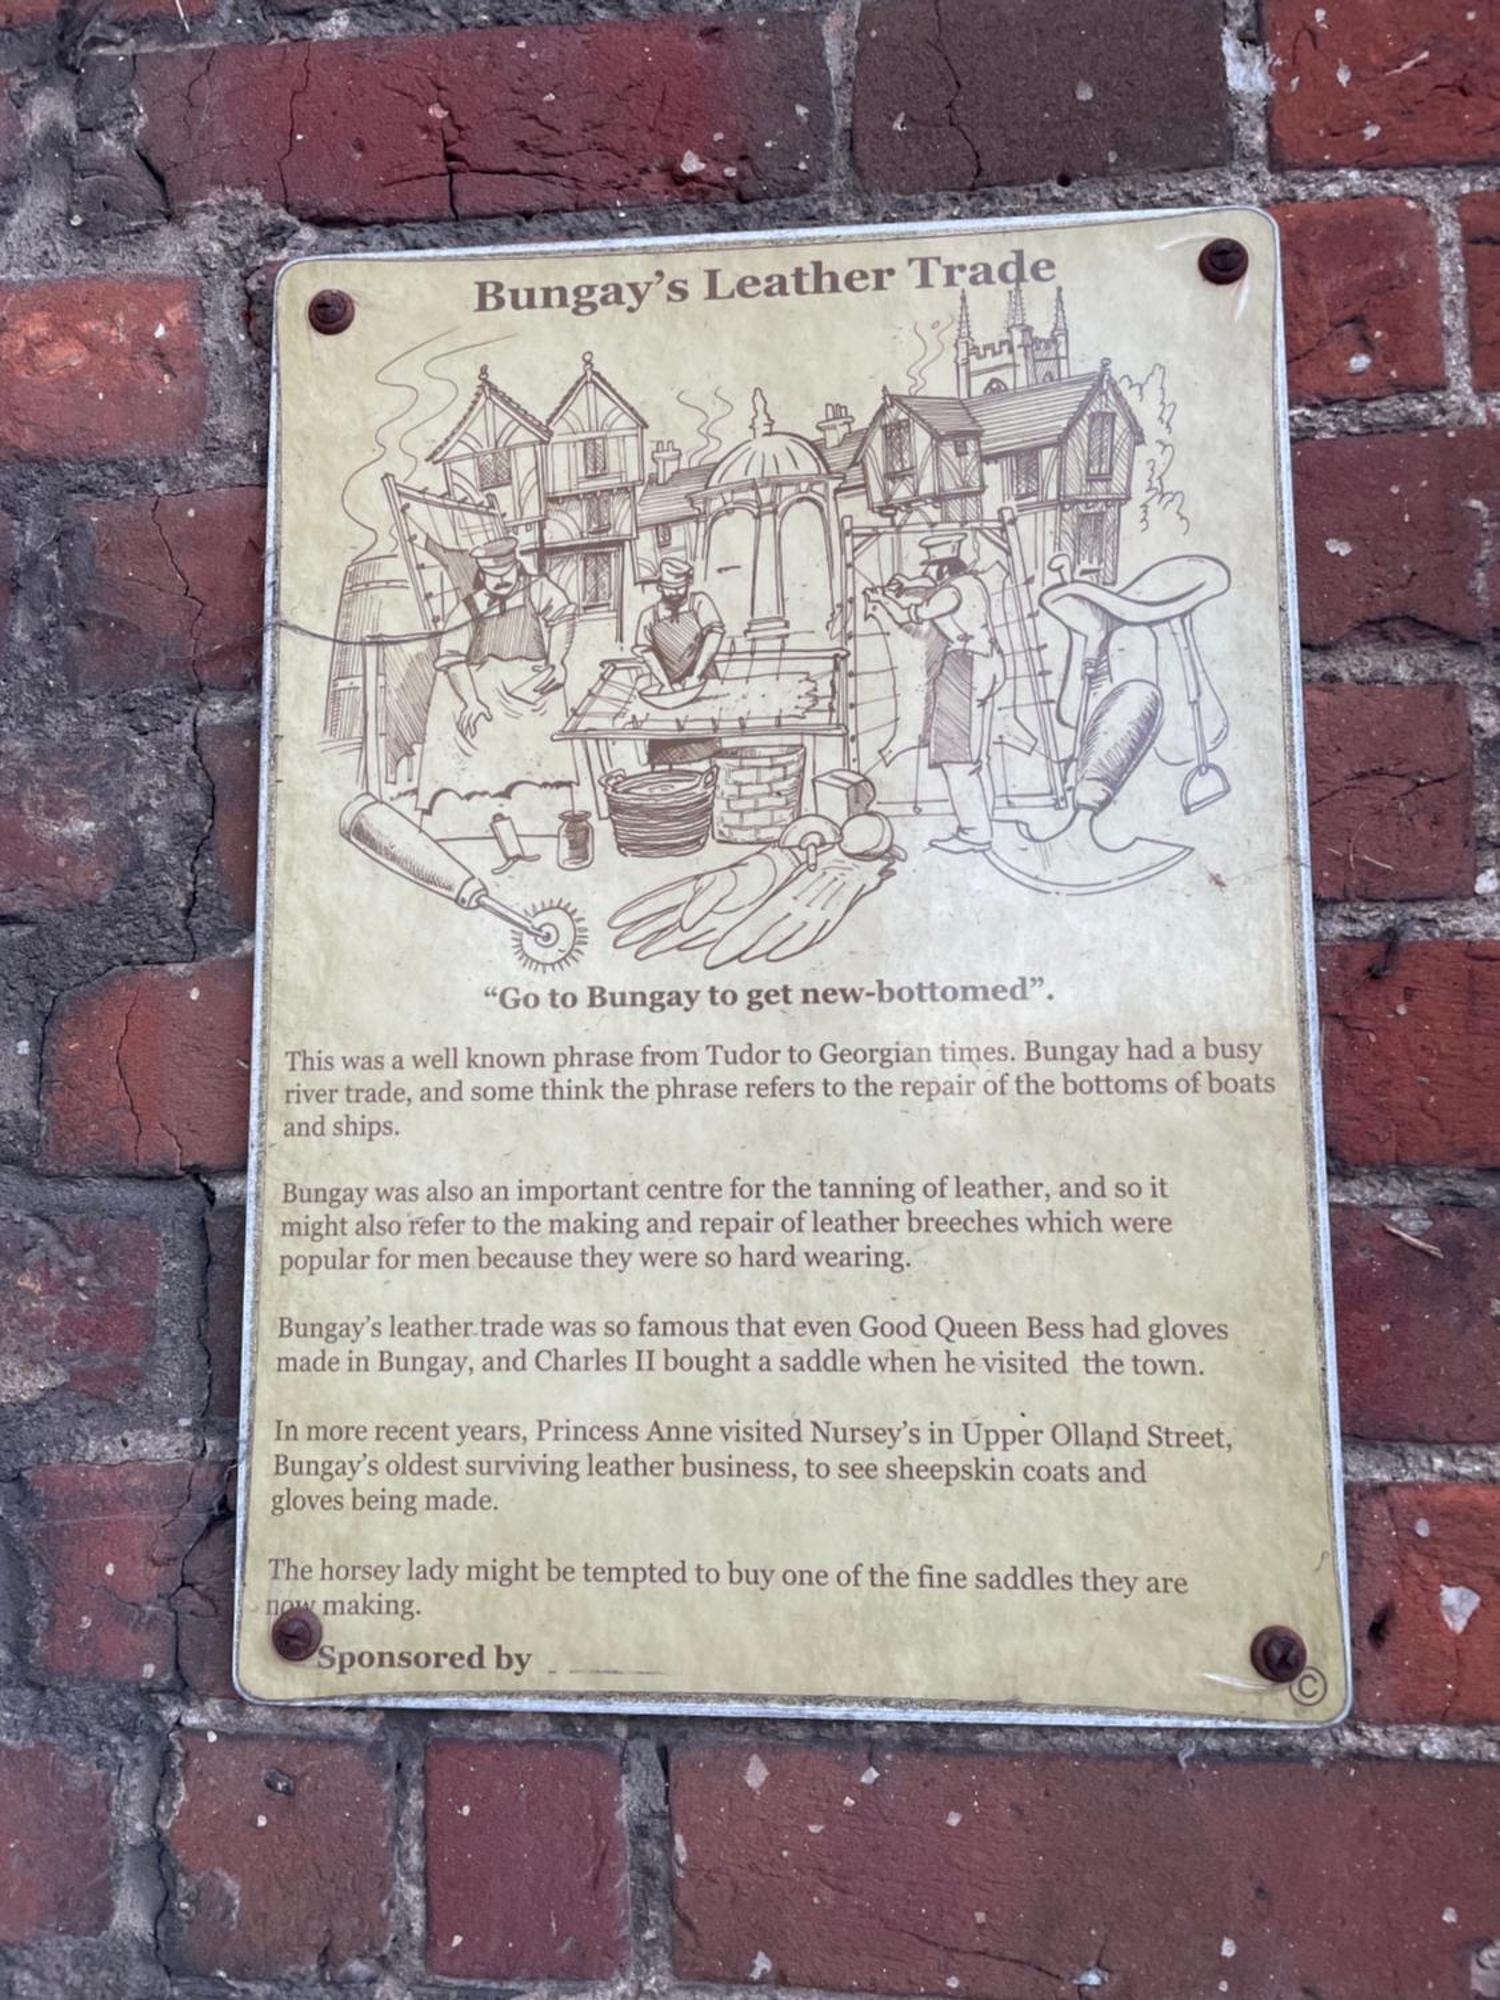 Bungay's Leather Trade
“Go to Bungay to get new-bottomed”.
This was a well known phrase from Tudor to Georgian times. Bungay had a busy
river trade, and some think the phrase refers to the repair of the bottoms of boats
and ships.
Bungay was also an important centre for the tanning of leather, and so it
might also refer to the making and repair of leather breeches which were
popular for men because they were so hard wearing.
Bungay's leather trade was so famous that even Good Queen Bess had gloves
made in Bungay, and Charles II bought a saddle when he visited the town.
In more recent years, Princess Anne visited Nursey's in Upper Olland Street,
Bungay's oldest surviving leather business, to see sheepskin coats and
gloves being made.
The horsey lady might be tempted to buy one of the fine saddles they are
now making.
Sponsored by
©